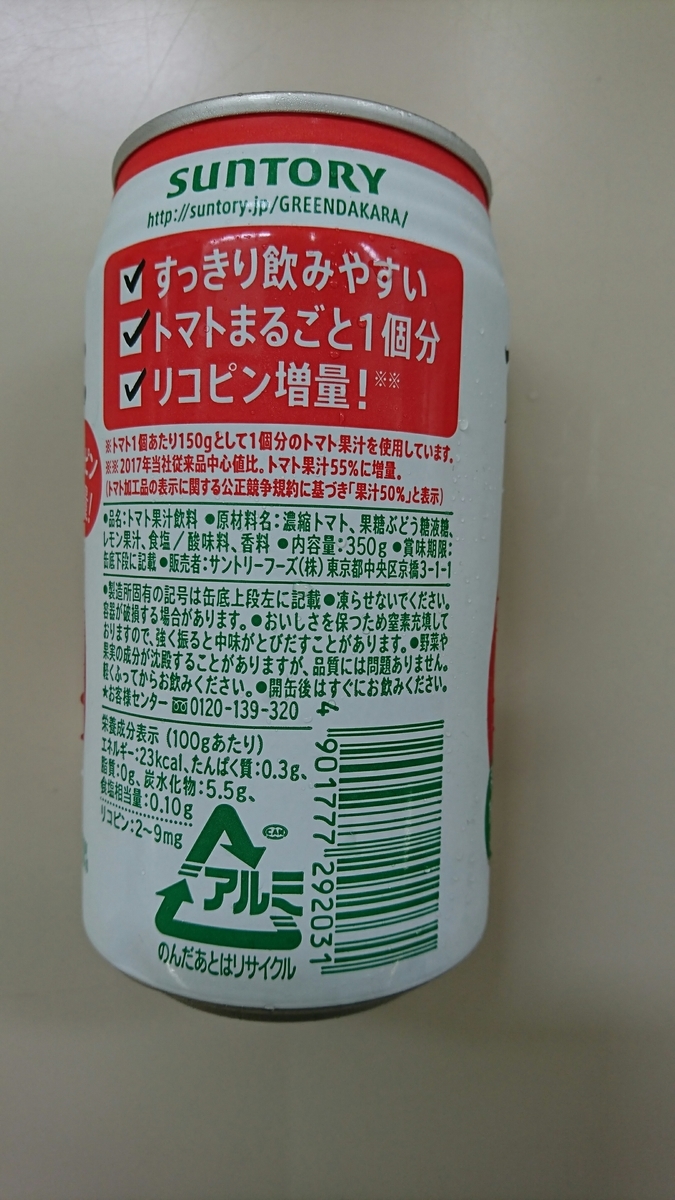 SUNTORY
http://suntory.jp/GREENDAKARA/
すっきり飲みやすい
トマトまるごと1個分
リコピン増量!※※
※トマト1個あたり150gとして1個分のトマト果汁を使用しています。
※※2017年当社従来品中心値比。トマト果汁55%に増量。
(トマト加工品の表示に関する公正競争規約に基づき「果汁50%」と表示)
●品名:トマト果汁飲料 ●原材料名:濃縮トマト、果糖ぶどう糖液糖、
レモン果汁、食塩/酸味料、香料 ●内容量:350g ●賞味期限:
缶底下段に記載 ●販売者:サントリーフーズ(株) 東京都中央区京橋3-1-1
●製造所固有の記号は缶底上段左に記載 ●凍らせないでください。
容器が破損する場合があります。●おいしさを保つため窒素充填して
おりますので、強く振ると中味がとびだすことがあります。●野菜や
果実の成分が沈殿することがありますが、品質には問題ありません。
軽くふってからお飲みください。●開缶後はすぐにお飲みください。
★お客様センター 0120-139-320
栄養成分表示 (100gあたり)
エネルギー:23kcal、たんぱく質:0.3g、
脂質:0g、炭水化物:5.5g、
食塩相当量:0.10g
リコピン:2~9mg
CAN
アルミ
のんだあとはリサイクル
4 901777 292031